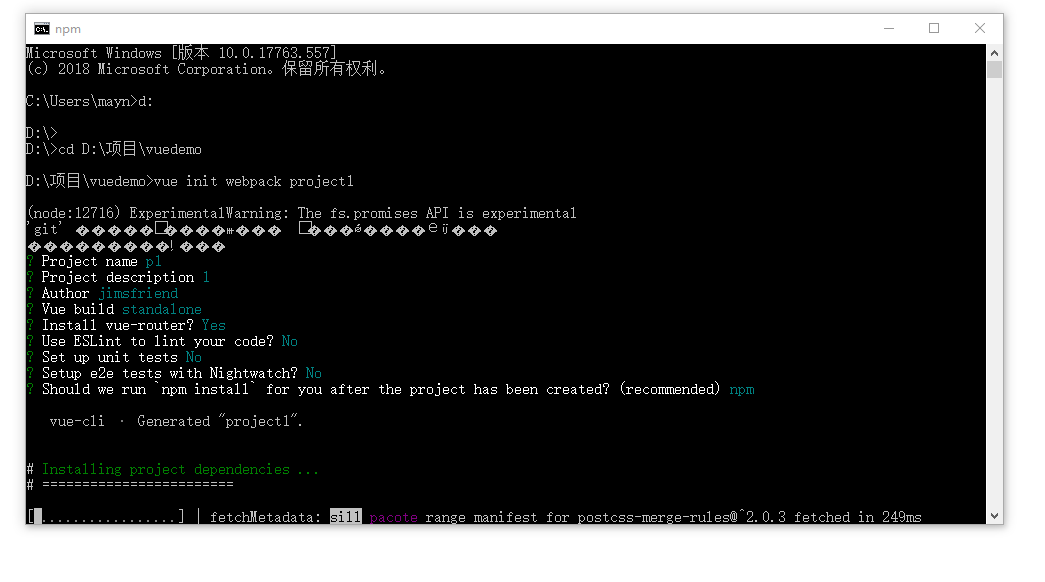 npm
Microsoft Windows [版本 10.0.17763.557]
(c) 2018 Microsoft Corporation。保留所有权利。
C:\Users\mayn>d:
D:\>
D:\>cd D:\项目\vuedemo
D:\项目\vuedemo>vue init webpack project1
(node:12716) ExperimentalWarning: The fs.promises API is experimental
'git'
? Project name p1
? Project description 1
? Author jimsfriend
? Vue build standalone
? Install vue-router? Yes
? Use ESLint to lint your code? No
? Set up unit tests No
? Setup e2e tests with Nightwatch? No
? Should we run `npm install` for you after the project has been created? (recommended) npm
vue-cli · Generated "project1".
# Installing project dependencies ...
# ========================
[ .................] | fetchMetadata: sill pacote range manifest for postcss-merge-rules@^2.0.3 fetched in 249ms